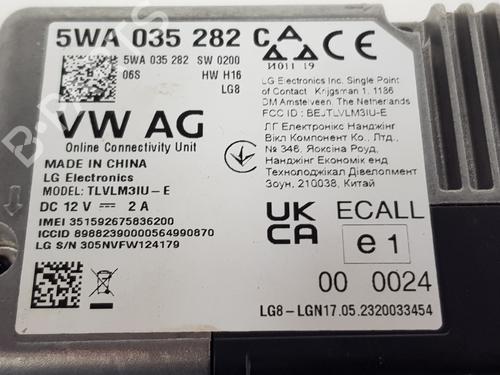 5WA 035 282 C
5WA 035 282 SW 0200
06S HW H16
LG8
И011 19
VW AG
Online Connectivity Unit
MADE IN CHINA
LG Electronics
MODEL: TLVLM3IU-E
DC 12 V 2 A
IMEI 351592675836200
ICCID 89882390000564990870
LG S/N 305NVFW124179
LG Electronics Inc. Single Point
of Contact Krijgsman 1, 1186
DM Amstelveen, The Netherlands
FCC ID : BEJTLVLM3IU-E
ЛГ Електронікс Нанджінг
Вікл Компонент Ко., Лтд.,
№ 346, Яоксіна Роуд,
Нанджінг Економік енд
Технолоджікал Дівелопмент
Зоун, 210038, Китай
UK
CA
ECALL
e1
00 0024
LG8-LGN17.05.2320033454